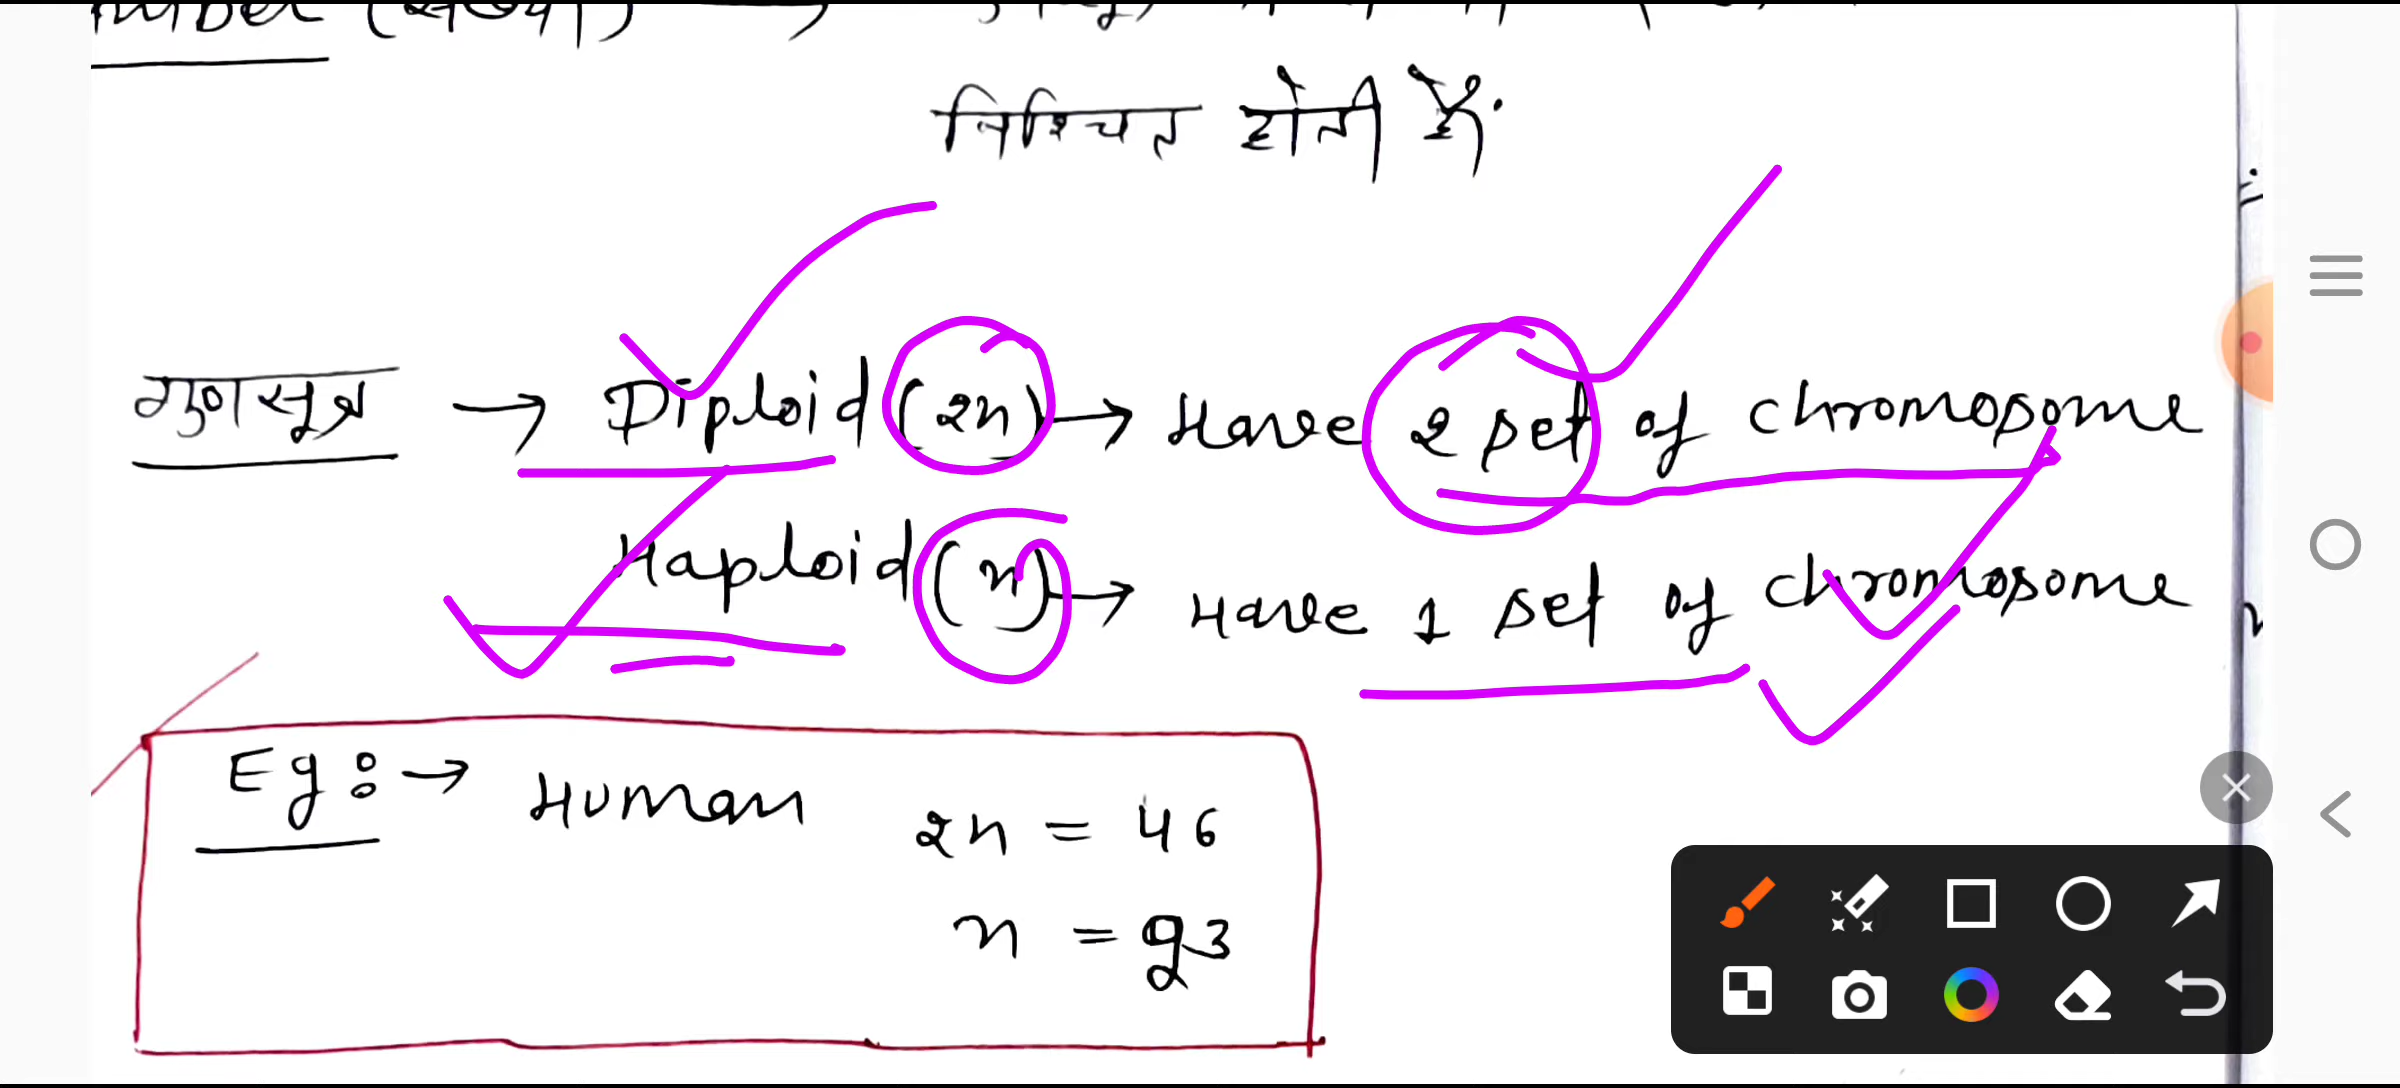 (संख्या) →
निश्चित होती है.
गुणसूत्र → Diploid (2n) → Have 2 set of chromosome
Haploid (n) → Have 1 set of chromosome
Eg: → Human
2n = 46
n = 23